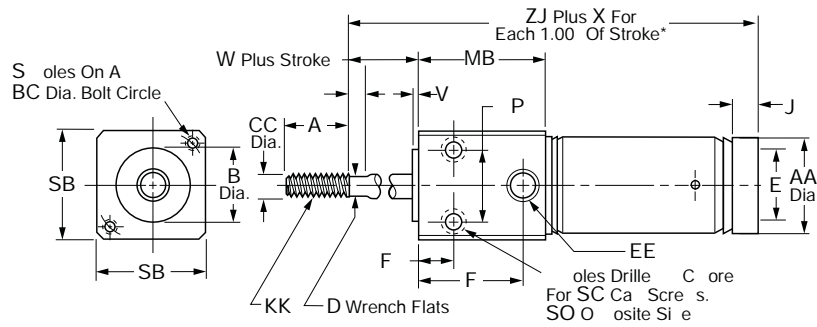 ZJ Plus X For
Each 1.00 Of Stroke*
W Plus Stroke
MB
S oles On A
BC Dia. Bolt Circle
V
P
J
CC
Dia.
A
B
Dia.
SB
E
AA
Dia
SB
F
F
EE
KK
D Wrench Flats
oles Drille C ore
For SC Ca Scre s.
SO O osite Si e